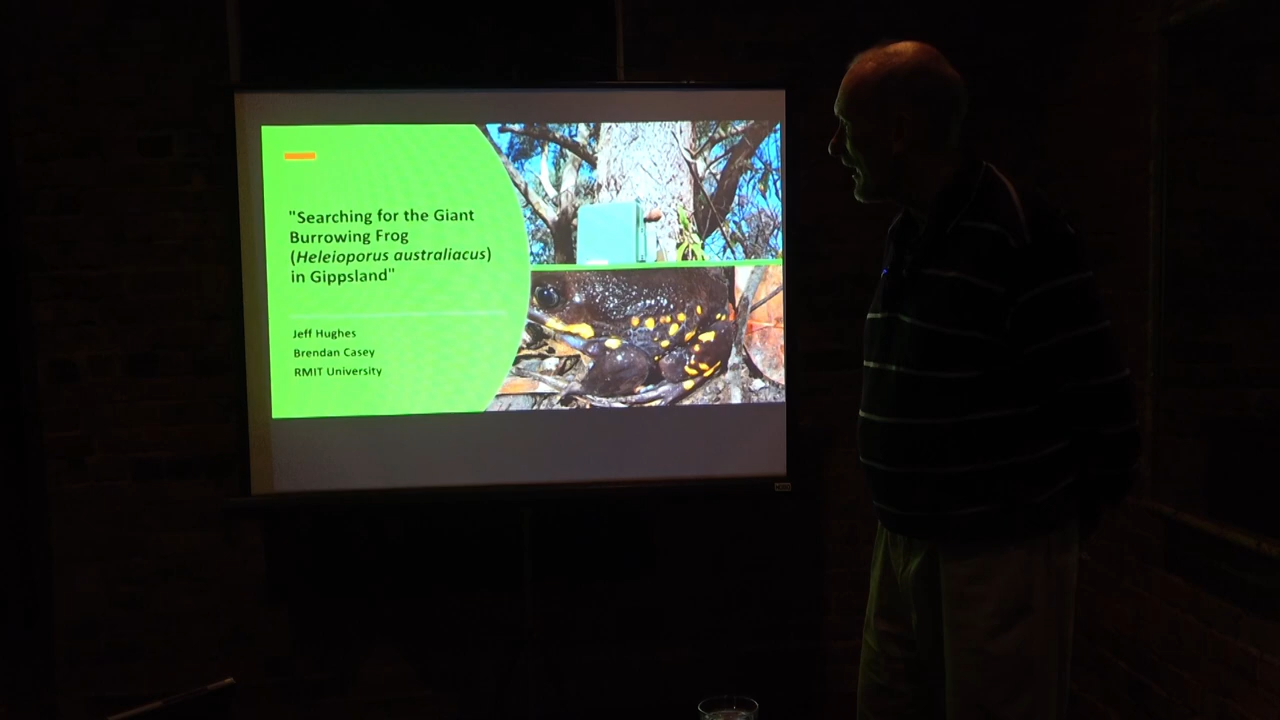 "Searching for the Giant
Burrowing Frog
(Heleioporus australiacus)
in Gippsland"
Jeff Hughes
Brendan Casey
RMIT University